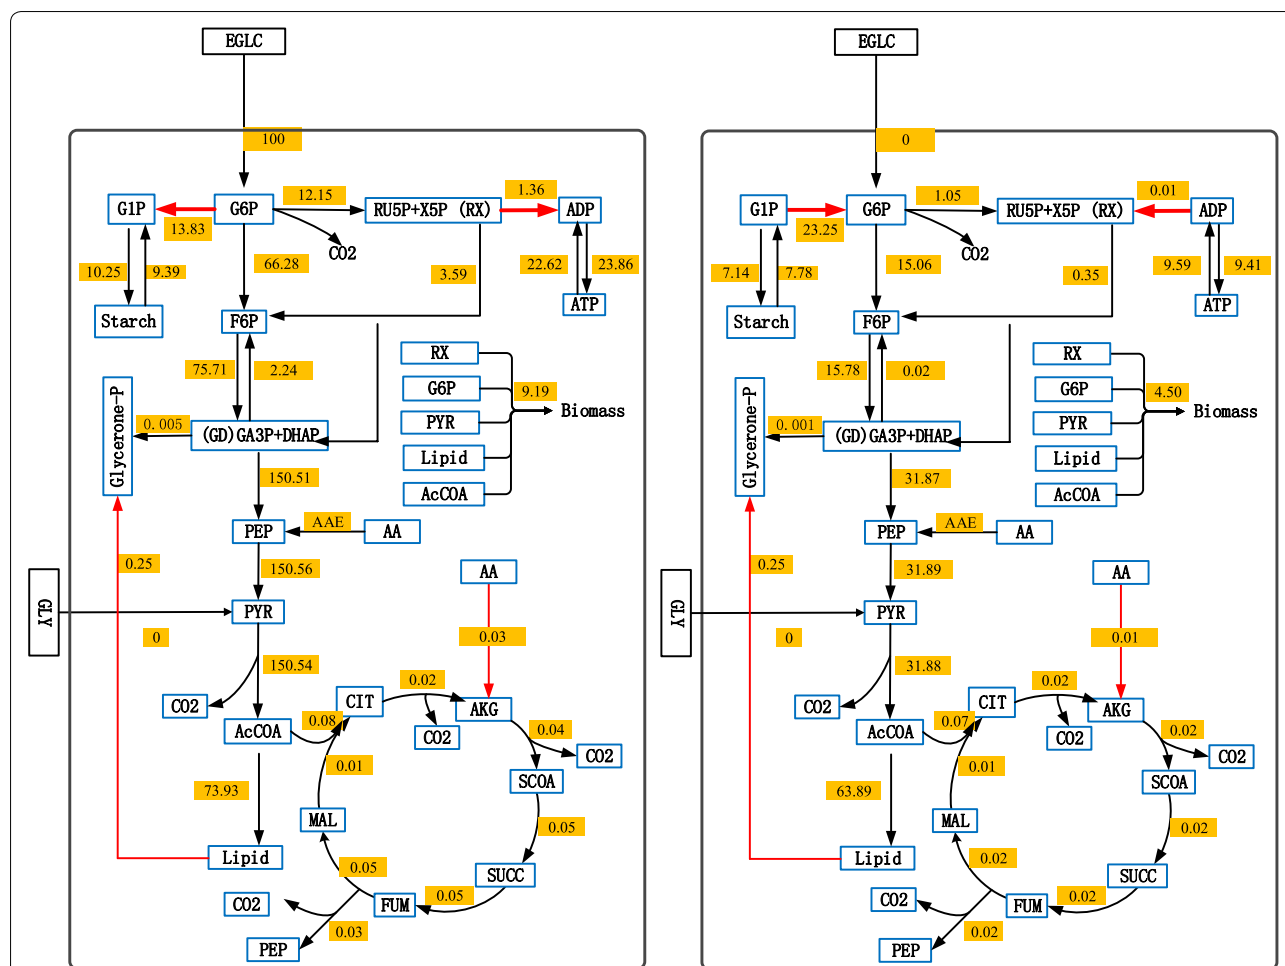 EGLC
100
G1P
G6P
12.15
RU5P+X5P (RX)
1.36
ADP
13.83
CO2
10.25
9.39
66.28
3.59
22.62
23.86
Starch
F6P
ATP
75.71
2.24
RX
G6P
PYR
Lipid
AcCOA
9.19
Biomass
Glycerone-P
0.005
(GD)GA3P+DHAP
150.51
PEP
AAE
AA
150.56
0.25
AA
GLY
PYR
0
0.03
150.54
CO2
CIT
0.02
AKG
AcCOA
0.08
CO2
0.04
CO2
0.01
SCOA
73.93
MAL
0.05
Lipid
0.05
SUCC
CO2
FUM
0.05
0.03
PEP
EGLC
0
G1P
G6P
1.05
RU5P+X5P (RX)
0.01
ADP
23.25
CO2
7.14
7.78
15.06
0.35
9.59
9.41
Starch
F6P
ATP
15.78
0.02
RX
G6P
PYR
Lipid
AcCOA
4.50
Biomass
Glycerone-P
0.001
(GD)GA3P+DHAP
31.87
PEP
AAE
AA
31.89
0.25
AA
GLY
PYR
0
0.01
31.88
CO2
CIT
0.02
AKG
AcCOA
0.07
CO2
0.02
CO2
0.01
SCOA
63.89
MAL
0.02
Lipid
0.02
SUCC
CO2
FUM
0.02
0.02
PEP